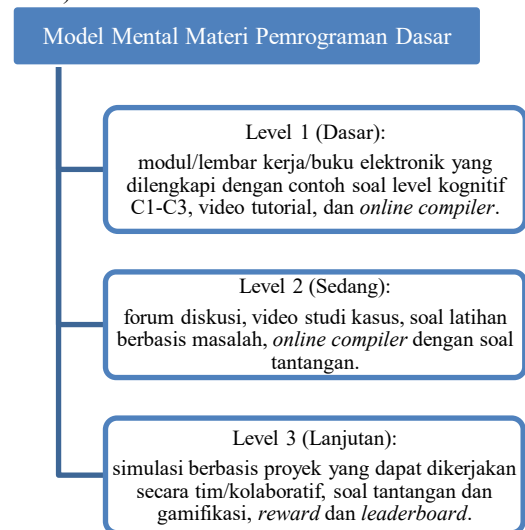 Model Mental Materi Pemrograman Dasar
Level 1 (Dasar):
modul/lembar kerja/buku elektronik yang
dilengkapi dengan contoh soal level kognitif
C1-C3, video tutorial, dan online compiler.
Level 2 (Sedang):
forum diskusi, video studi kasus, soal latihan
berbasis masalah, online compiler dengan soal
tantangan.
Level 3 (Lanjutan):
simulasi berbasis proyek yang dapat dikerjakan
secara tim/kolaboratif, soal tantangan dan
gamifikasi, reward dan leaderboard.